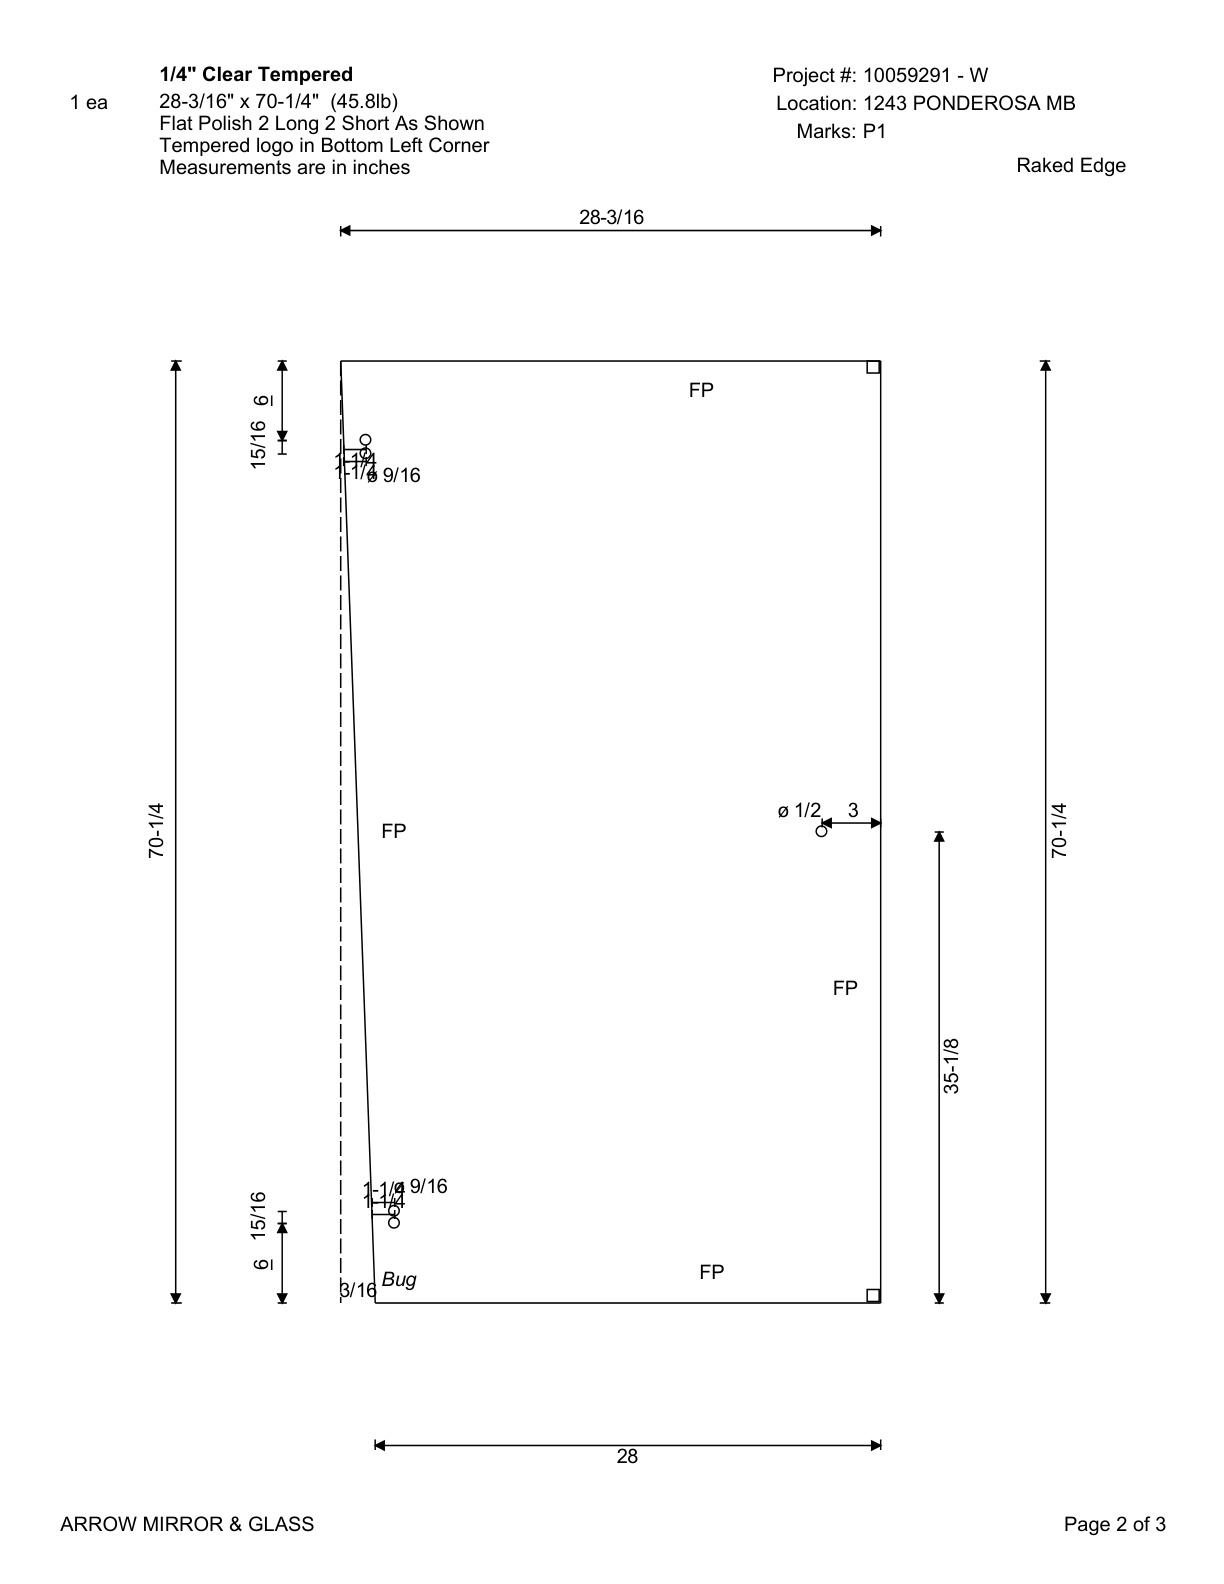 1/4" Clear Tempered
Project #: 10059291 - W
1 ea
28-3/16" x 70-1/4" (45.8lb)
Location: 1243 PONDEROSA MB
Flat Polish 2 Long 2 Short As Shown
Marks: P1
Tempered logo in Bottom Left Corner
Measurements are in inches
Raked Edge
28-3/16
FP
6
15/16
1-1/4
1-1/4
ø 9/16
70-1/4
FP
ø 1/2
3
70-1/4
FP
35-1/8
15/16
1-1/4
ø 9/16
1-1/4
6
FP
Bug
3/16
28
ARROW MIRROR & GLASS
Page 2 of 3